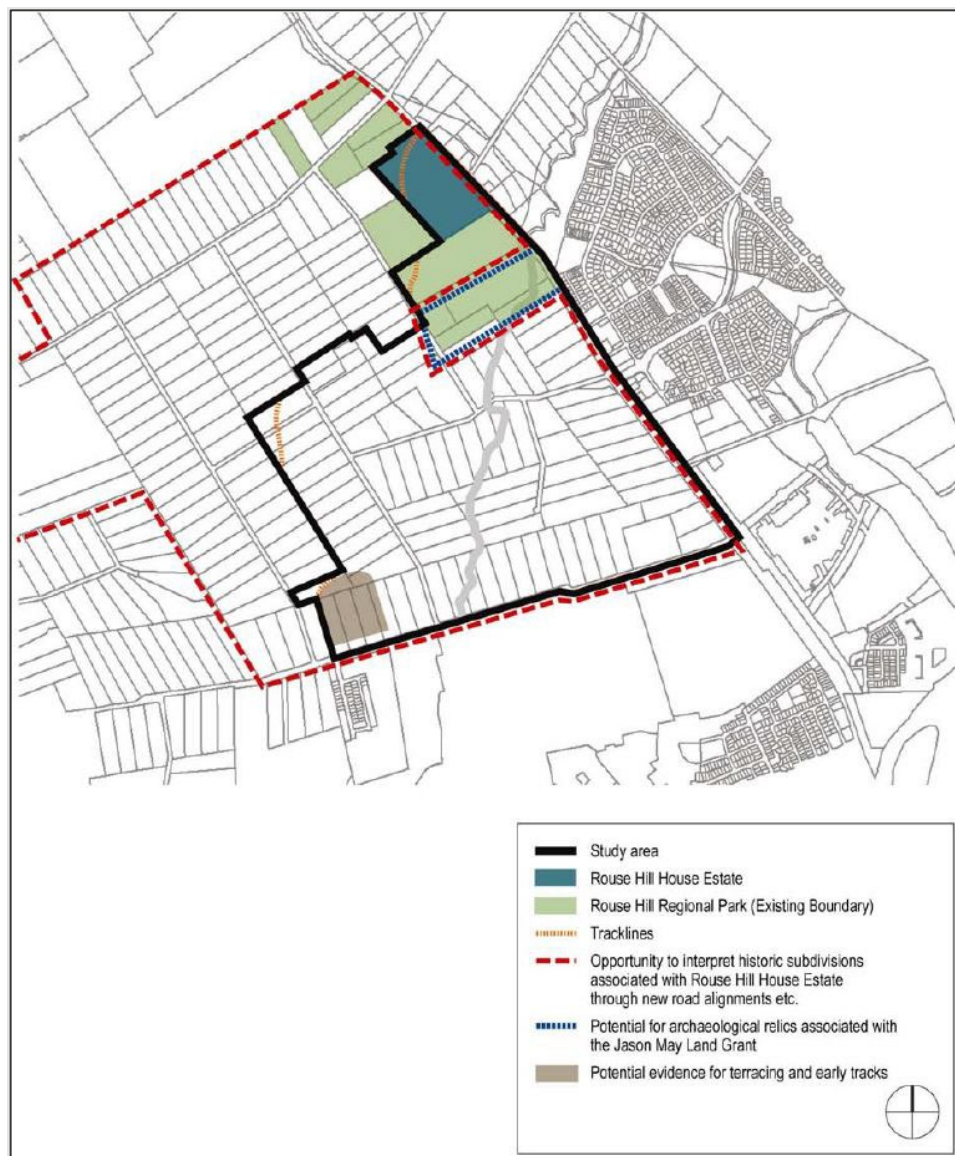 Study area
Rouse Hill House Estate
Rouse Hill Regional Park (Existing Boundary)
Tracklines
Opportunity to interpret historic subdivisions
associated with Rouse Hill House Estate
through new road alignments etc.
Potential for archaeological relics associated with
the Jason May Land Grant
Potential evidence for terracing and early tracks